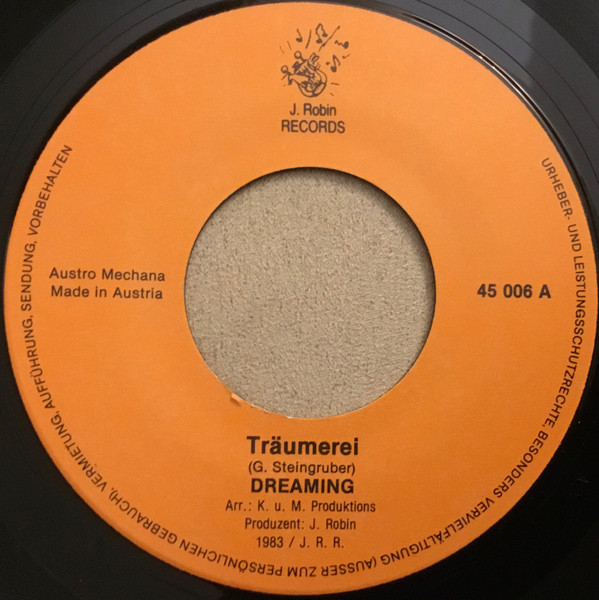 J. Robin
RECORDS
Austro Mechana
Made in Austria
45 006 A
Träumerei
(G. Steingruber)
DREAMING
Arr.: K. u. M. Produktions
Produzent: J. Robin
1983 / J. R. R.
URHEBER- UND LEISTUNGSSCHUTZRECHTE, BESONDERS VERVIELFÄLTIGUNG (AUSSER ZUM PERSÖNLICHEN GEBRAUCH), VERMIETUNG, AUFFÜHRUNG, SENDUNG, VORBEHALTEN